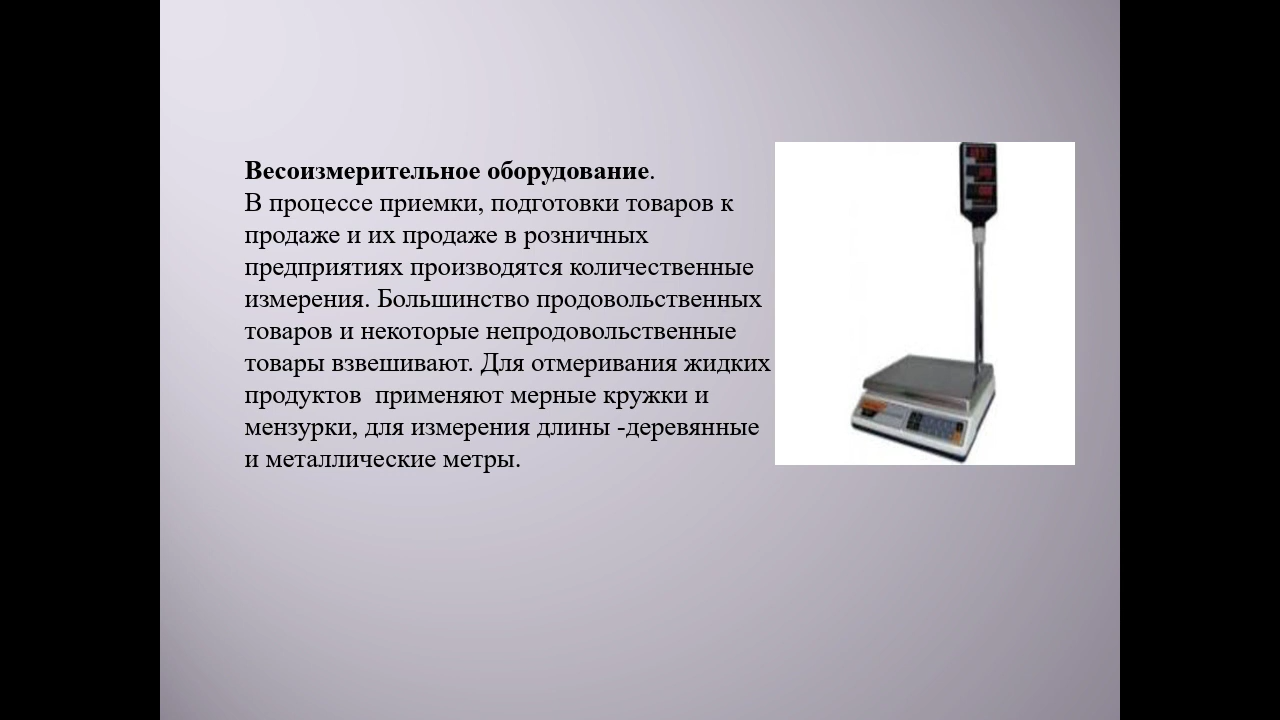 Весоизмерительное оборудование.
В процессе приемки, подготовки товаров к
продаже и их продаже в розничных
предприятиях производятся количественные
измерения. Большинство продовольственных
товаров и некоторые непродовольственные
товары взвешивают. Для отмеривания жидких
продуктов  применяют мерные кружки и
мензурки, для измерения длины -деревянные
и металлические метры.